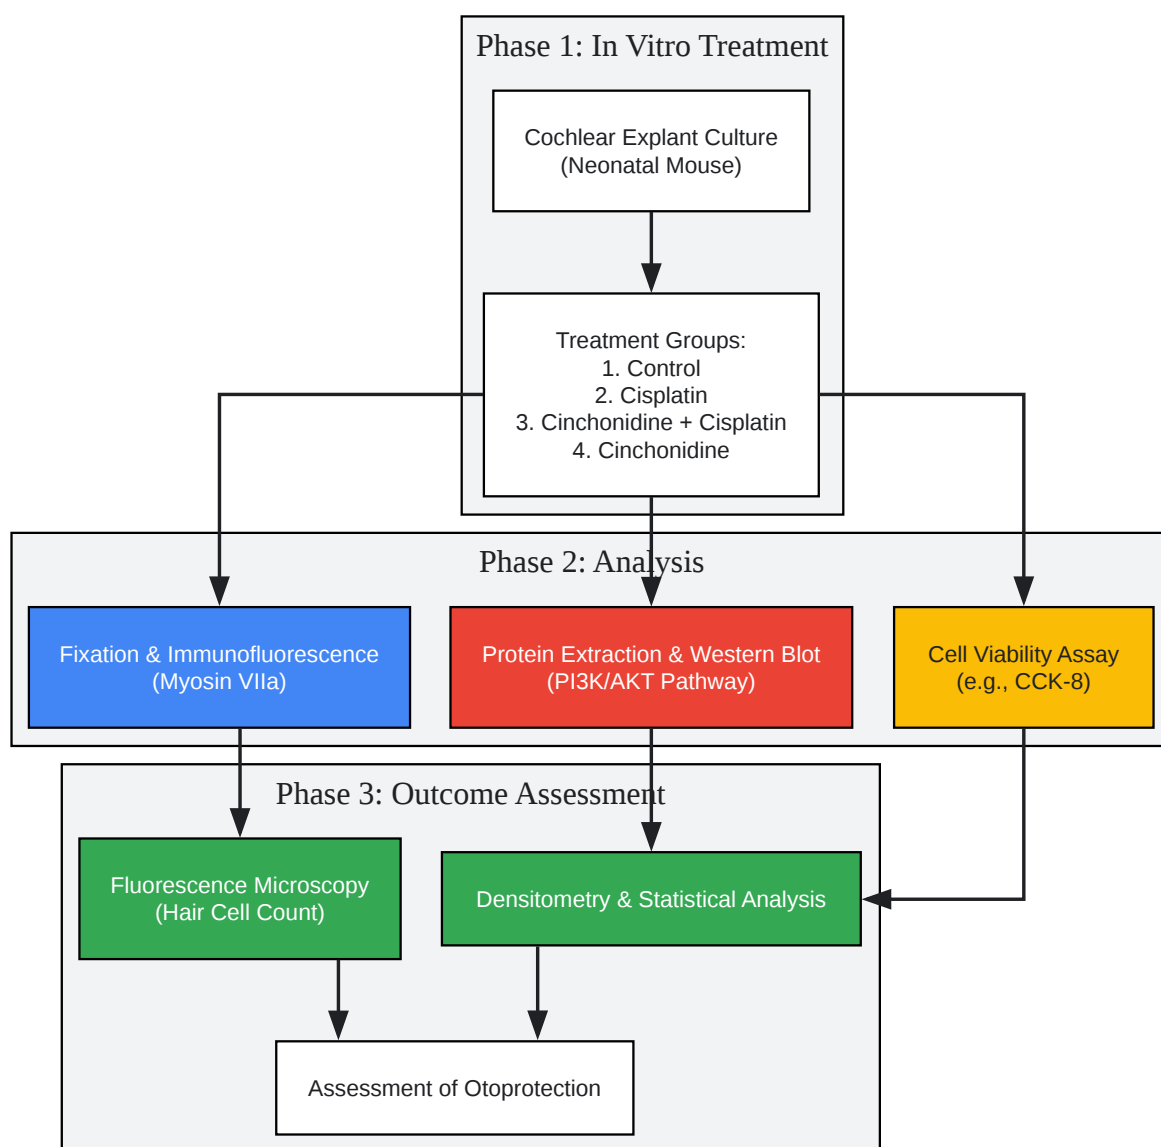 Phase 1: In Vitro Treatment
Cochlear Explant Culture
(Neonatal Mouse)
Treatment Groups:
1. Control
2. Cisplatin
3. Cinchonidine + Cisplatin
4. Cinchonidine
Phase 2: Analysis
Fixation & Immunofluorescence
(Myosin VIIa)
Protein Extraction & Western Blot
(PI3K/AKT Pathway)
Cell Viability Assay
(e.g., CCK-8)
Phase 3: Outcome Assessment
Fluorescence Microscopy
(Hair Cell Count)
Densitometry & Statistical Analysis
Assessment of Otoprotection